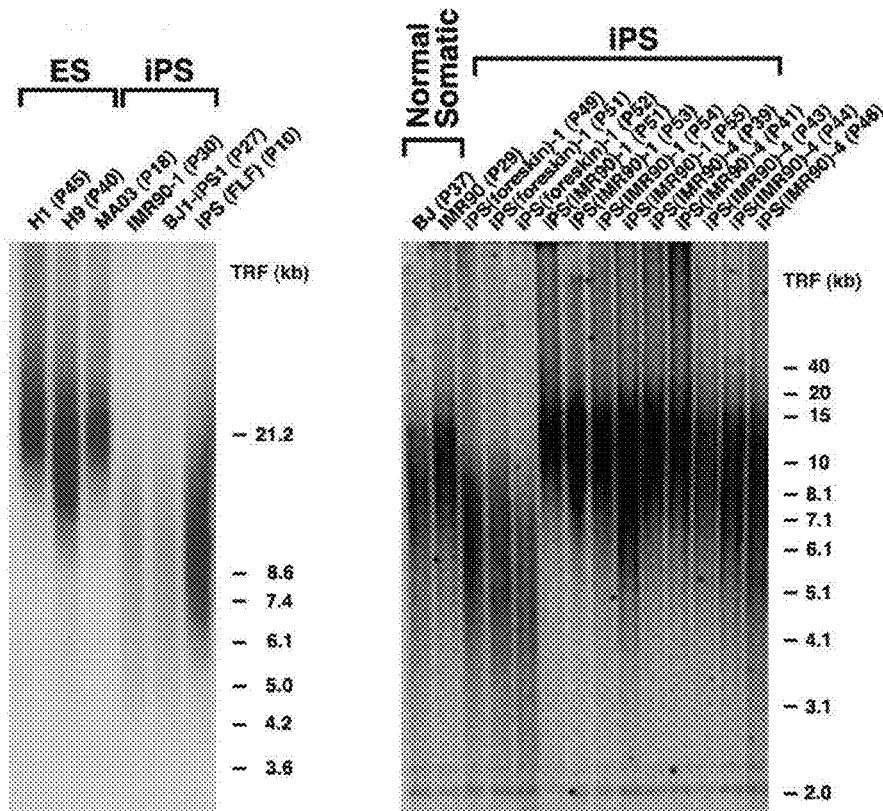 ES
iPS
H1 (P45)
H9 (P40)
MA03 (P18)
IMR90-1 (P30)
BJ1-iPS1 (P27)
iPS (FLF) (P10)
TRF (kb)
21.2
8.6
7.4
6.1
5.0
4.2
3.6
Normal
Somatic
iPS
BJ (P37)
IMR90 (P29)
iPS(foreskin)-1 (P49)
iPS(foreskin)-1 (P51)
iPS(foreskin)-1 (P52)
iPS(IMR90)-1 (P51)
iPS(IMR90)-1 (P53)
iPS(IMR90)-1 (P54)
iPS(IMR90)-1 (P55)
iPS(IMR90)-4 (P39)
iPS(IMR90)-4 (P41)
iPS(IMR90)-4 (P43)
iPS(IMR90)-4 (P44)
iPS(IMR90)-4 (P46)
TRF (kb)
40
20
15
10
8.1
7.1
6.1
5.1
4.1
3.1
2.0